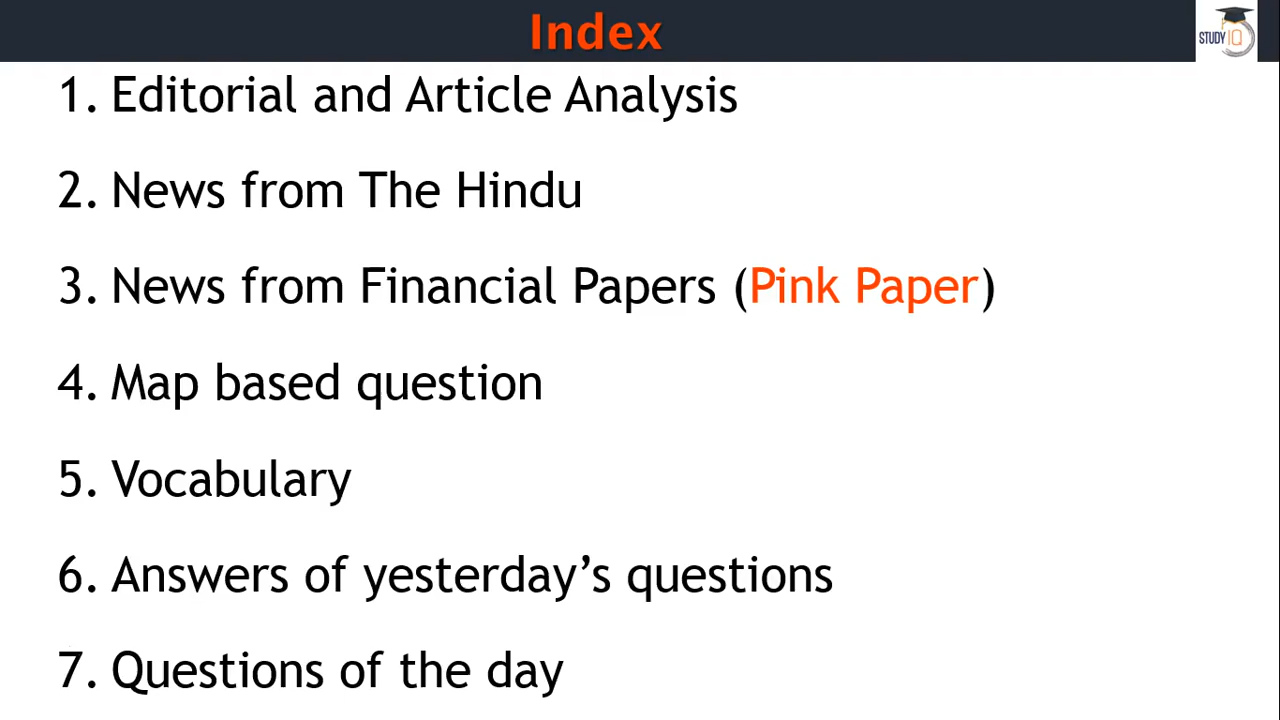 Index
STUDY IQ
1. Editorial and Article Analysis
2. News from The Hindu
3. News from Financial Papers (Pink Paper)
4. Map based question
5. Vocabulary
6. Answers of yesterday’s questions
7. Questions of the day